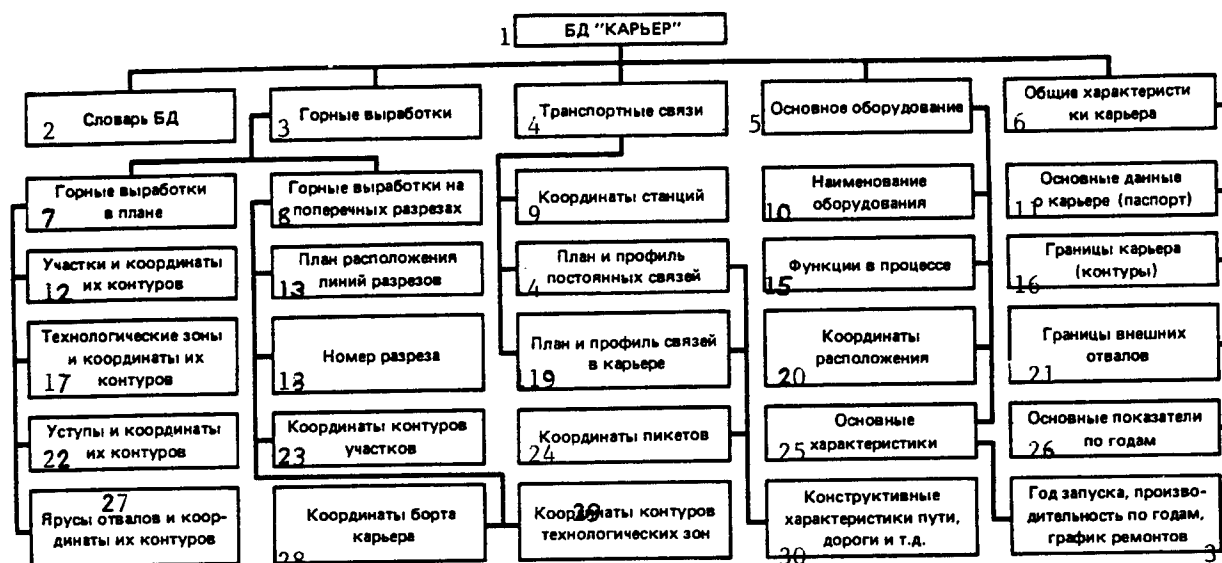 1 БД "КАРЬЕР"
2 Словарь БД
3 Горные выработки
4 Транспортные связи
5 Основное оборудование
Общие характеристи
6 ки карьера
Горные выработки
7 в плане
Горные выработки на
8 поперечных разрезах
Координаты станций
9
Наименование
10 оборудования
Основные данные
11 о карьере (паспорт)
Участки и координаты
12 их контуров
План расположения
13 линий разрезов
План и профиль
4 постоянных связей
Функции в процессе
15
Границы карьера
16 (контуры)
Технологические зоны
и координаты их
17 контуров
Номер разреза
18
План и профиль связей
19 в карьере
Координаты
20 расположения
Границы внешних
21 отвалов
Уступы и координаты
22 их контуров
Координаты контуров
23 участков
Координаты пикетов
24
Основные
25 характеристики
Основные показатели
26 по годам
27
Ярусы отвалов и коор-
динаты их контуров
Координаты борта
28 карьера
29
Координаты контуров
технологических зон
Конструктивные
характеристики пути,
30 дороги и т.д.
Год запуска, произво-
дительность по годам,
график ремонтов 3